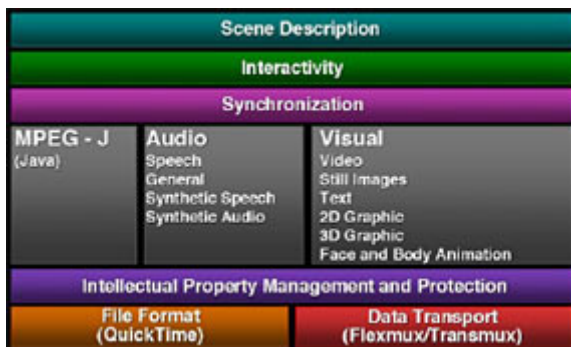 Scene Description
Interactivity
Synchronization
MPEG - J
(Java)
Audio
Speech
General
Synthetic Speech
Synthetic Audio
Visual
Video
Still Images
Text
2D Graphic
3D Graphic
Face and Body Animation
Intellectual Property Management and Protection
File Format
(QuickTime)
Data Transport
(Flexmux/Transmux)